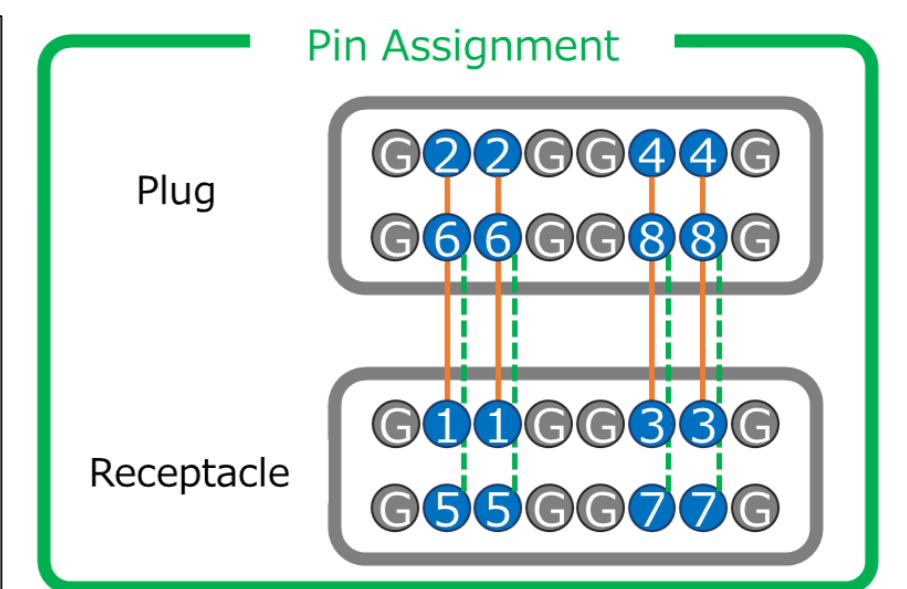 Pin Assignment
Plug
G 2 2 G G 4 4 G
G 6 6 G G 8 8 G
Receptacle
G 1 1 G G 3 3 G
G 5 5 G G 7 7 G